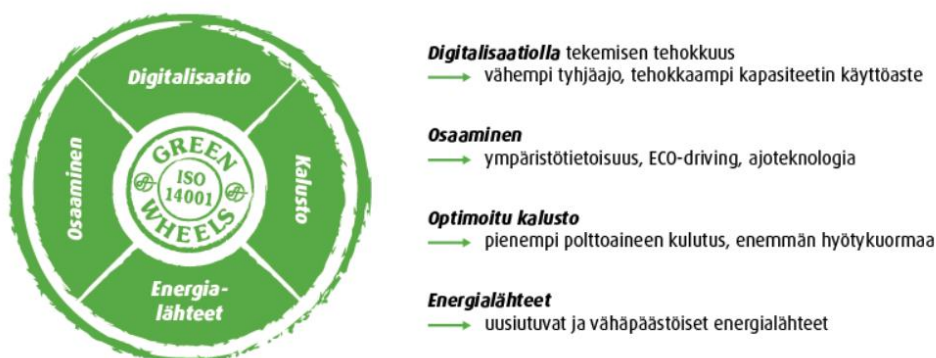 Digitalisaatio
Osaaminen
Kalusto
Energia-
lähteet
GREEN
ISO
14001
WHEELS
Digitalisaatiolla tekemisen tehokkuus
vähempi tyhjäajo, tehokkaampi kapasiteetin käyttöaste
Osaaminen
ympäristötietoisuus, ECO-driving, ajoteknologia
Optimoitu kalusto
pienempi polttoaineen kulutus, enemmän hyötykuormaa
Energialähteet
uusiutuvat ja vähäpäästöiset energialähteet